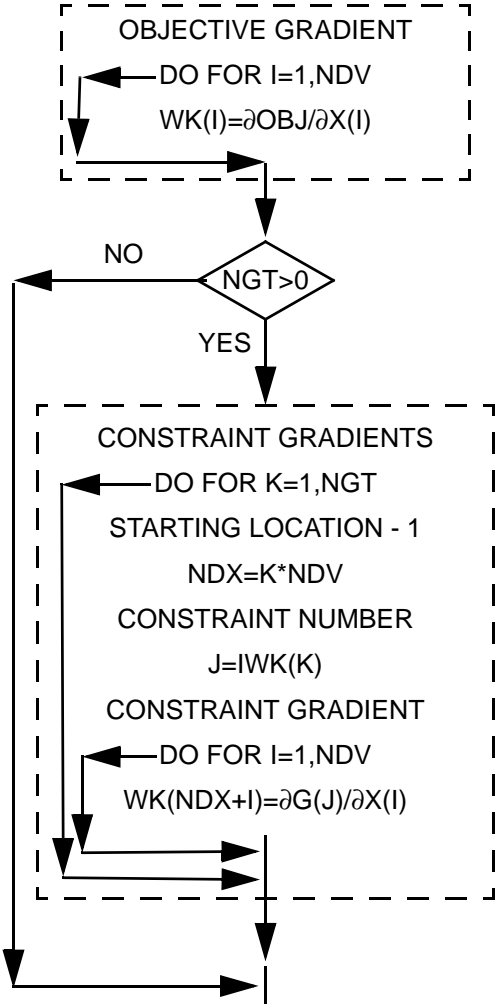 OBJECTIVE GRADIENT
DO FOR I=1,NDV
WK(I)=∂OBJ/∂X(I)
NO
NGT>0
YES
CONSTRAINT GRADIENTS
DO FOR K=1,NGT
STARTING LOCATION - 1
NDX=K*NDV
CONSTRAINT NUMBER
J=IWK(K)
CONSTRAINT GRADIENT
DO FOR I=1,NDV
WK(NDX+I)=∂G(J)/∂X(I)